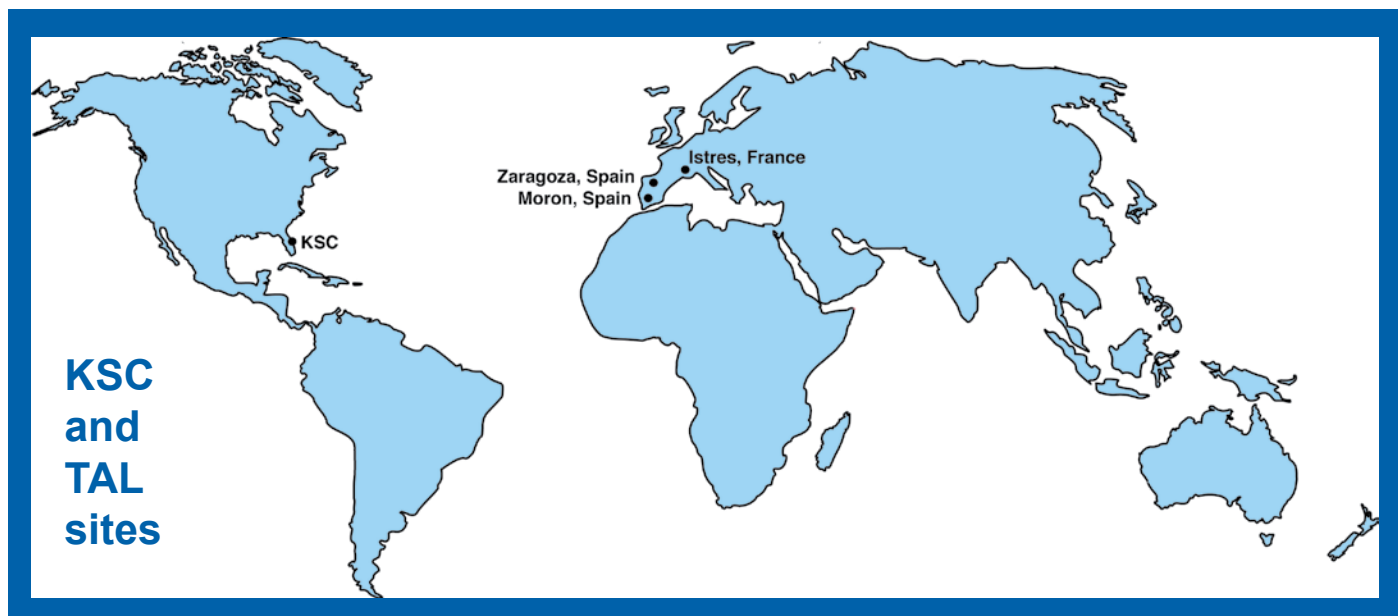 Istres, France
Zaragoza, Spain
Moron, Spain
KSC
KSC
and
TAL
sites